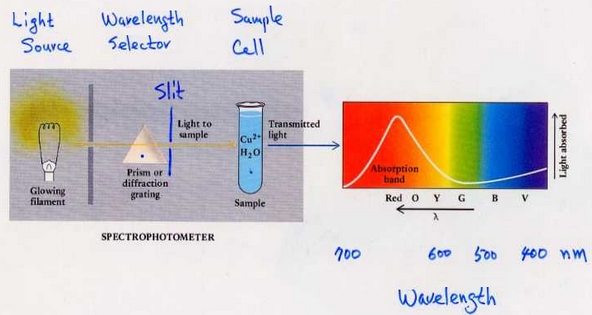 Light
Source
Wavelength
Selector
Sample
Cell
Slit
Light to
sample
Cu2+
H2O
Transmitted
light
Glowing
filament
Prism or
diffraction
grating
Sample
SPECTROPHOTOMETER
Absorption
band
Light absorbed
Red O Y G B V
λ
700 600 500 400 nm
Wavelength